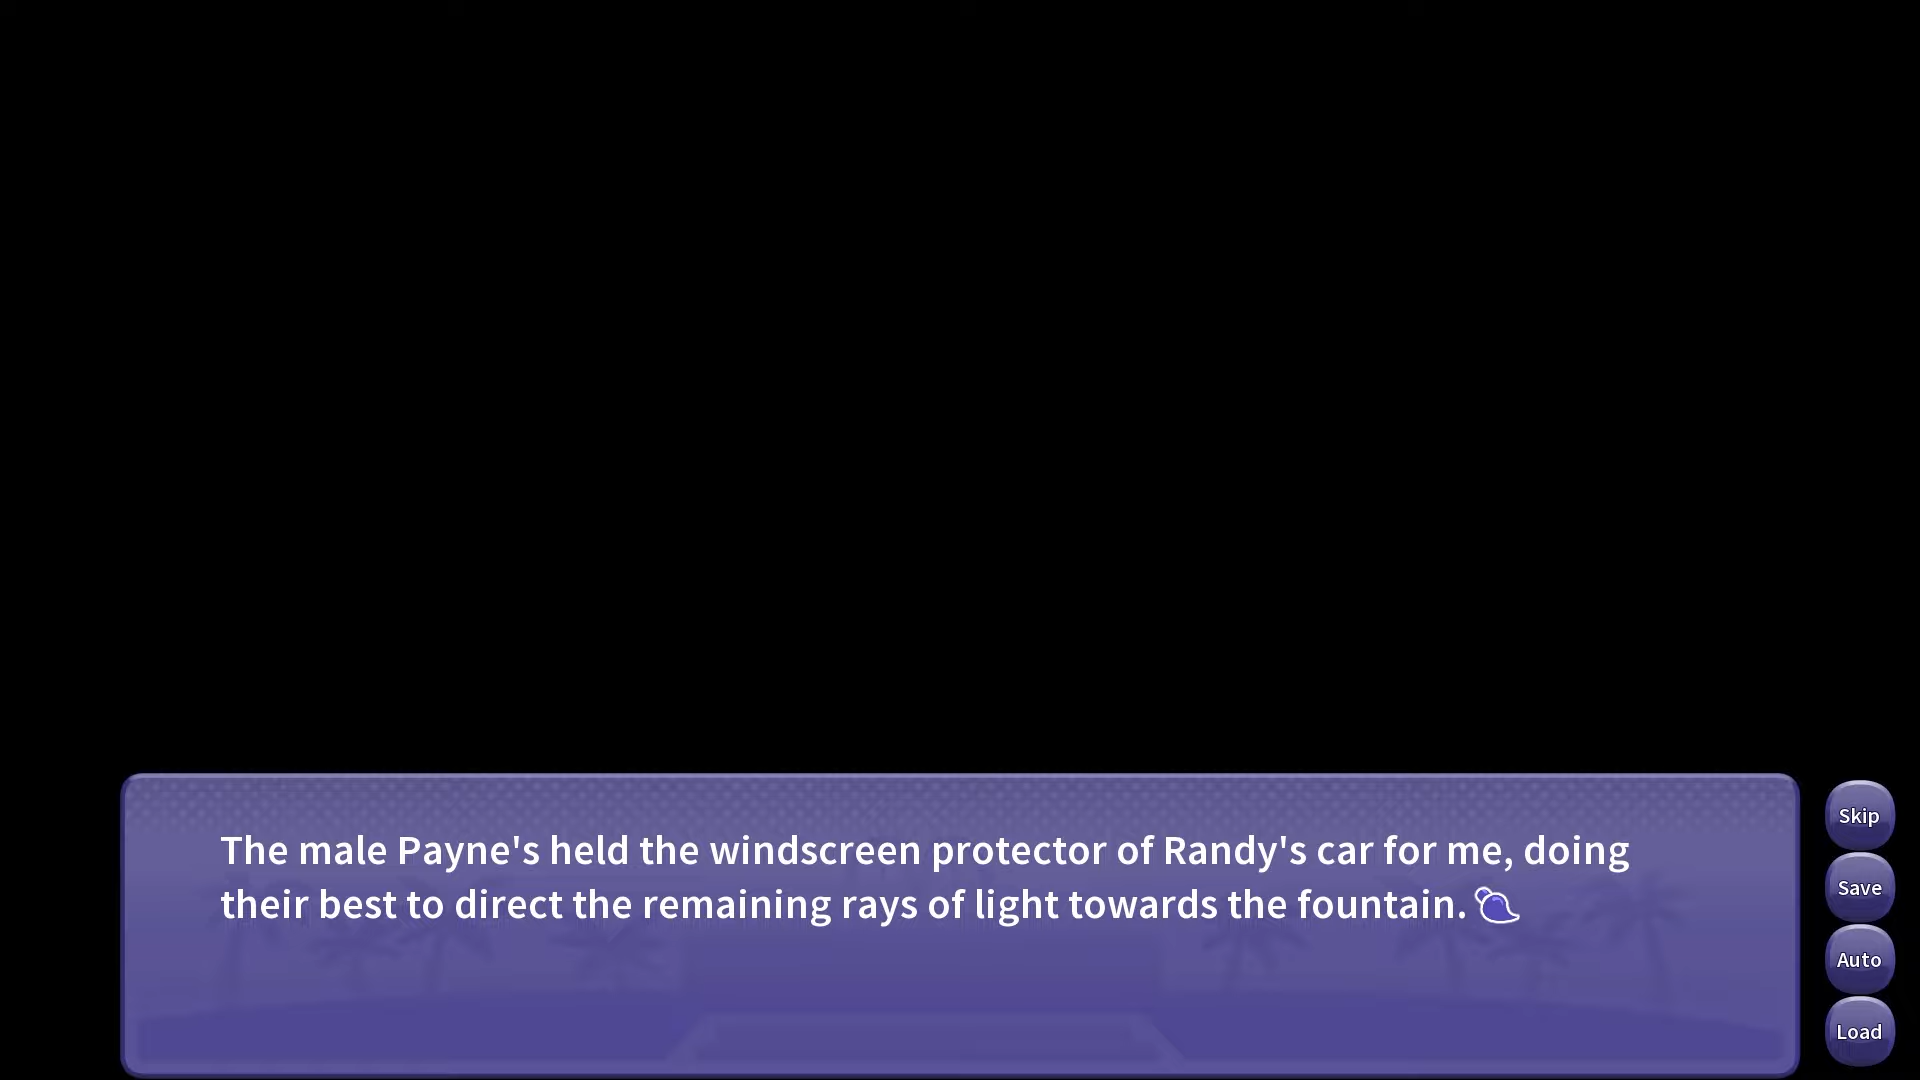 The male Payne's held the windscreen protector of Randy's car for me, doing
their best to direct the remaining rays of light towards the fountain.
Skip
Save
Auto
Load